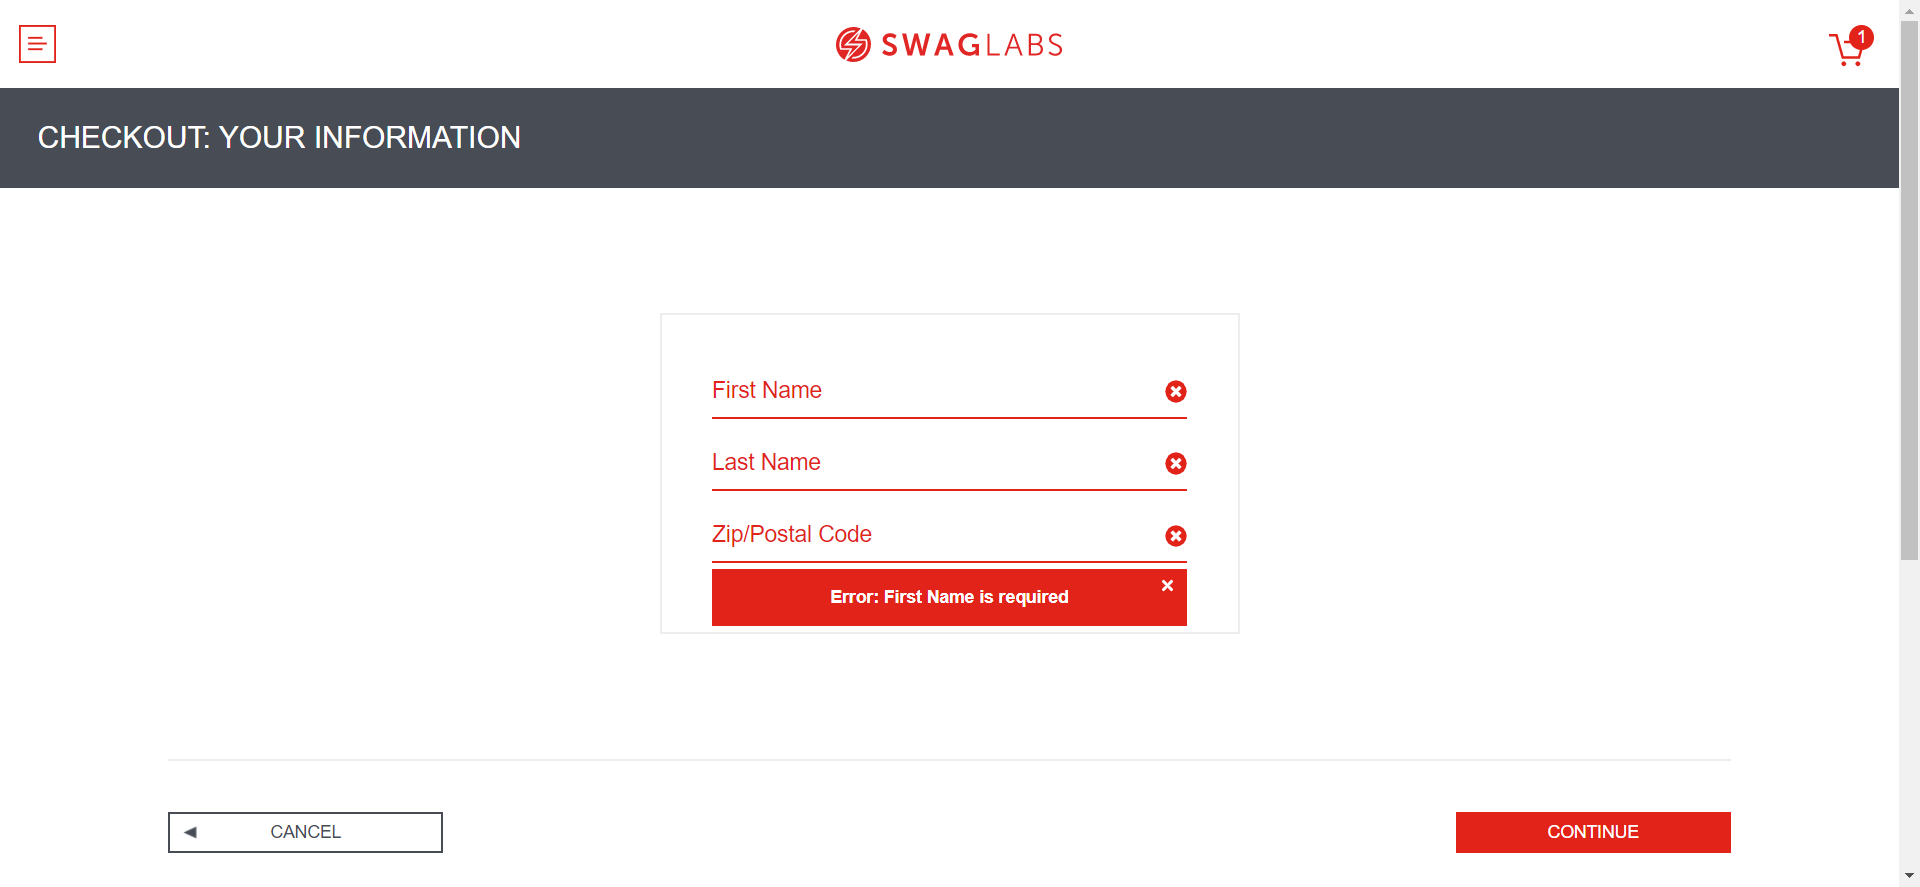 SWAGLABS
1
CHECKOUT: YOUR INFORMATION
First Name
Last Name
Zip/Postal Code
Error: First Name is required
CANCEL
CONTINUE